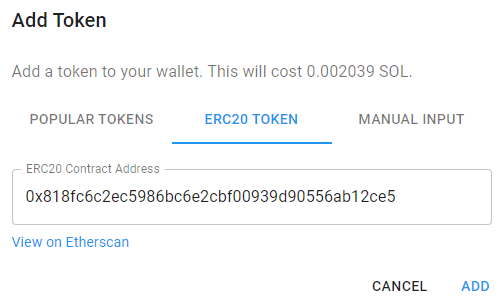 Add Token
Add a token to your wallet. This will cost 0.002039 SOL.
POPULAR TOKENS ERC20 TOKEN MANUAL INPUT
ERC20 Contract Address
0x818fc6c2ec5986bc6e2cbf00939d90556ab12ce5
View on Etherscan
CANCEL ADD